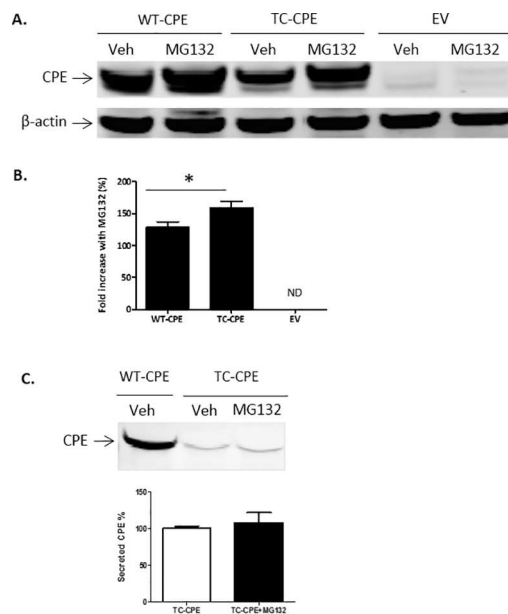 A.
WT-CPE TC-CPE EV
Veh MG132 Veh MG132 Veh MG132
CPE →
β-actin →
B.
Fold increase with MG132 (%)
200
150
100
50
0
*
ND
WT-CPE TC-CPE EV
C.
WT-CPE TC-CPE
Veh Veh MG132
CPE →
Secreted CPE %
150
100
50
0
TC-CPE TC-CPE+MG132